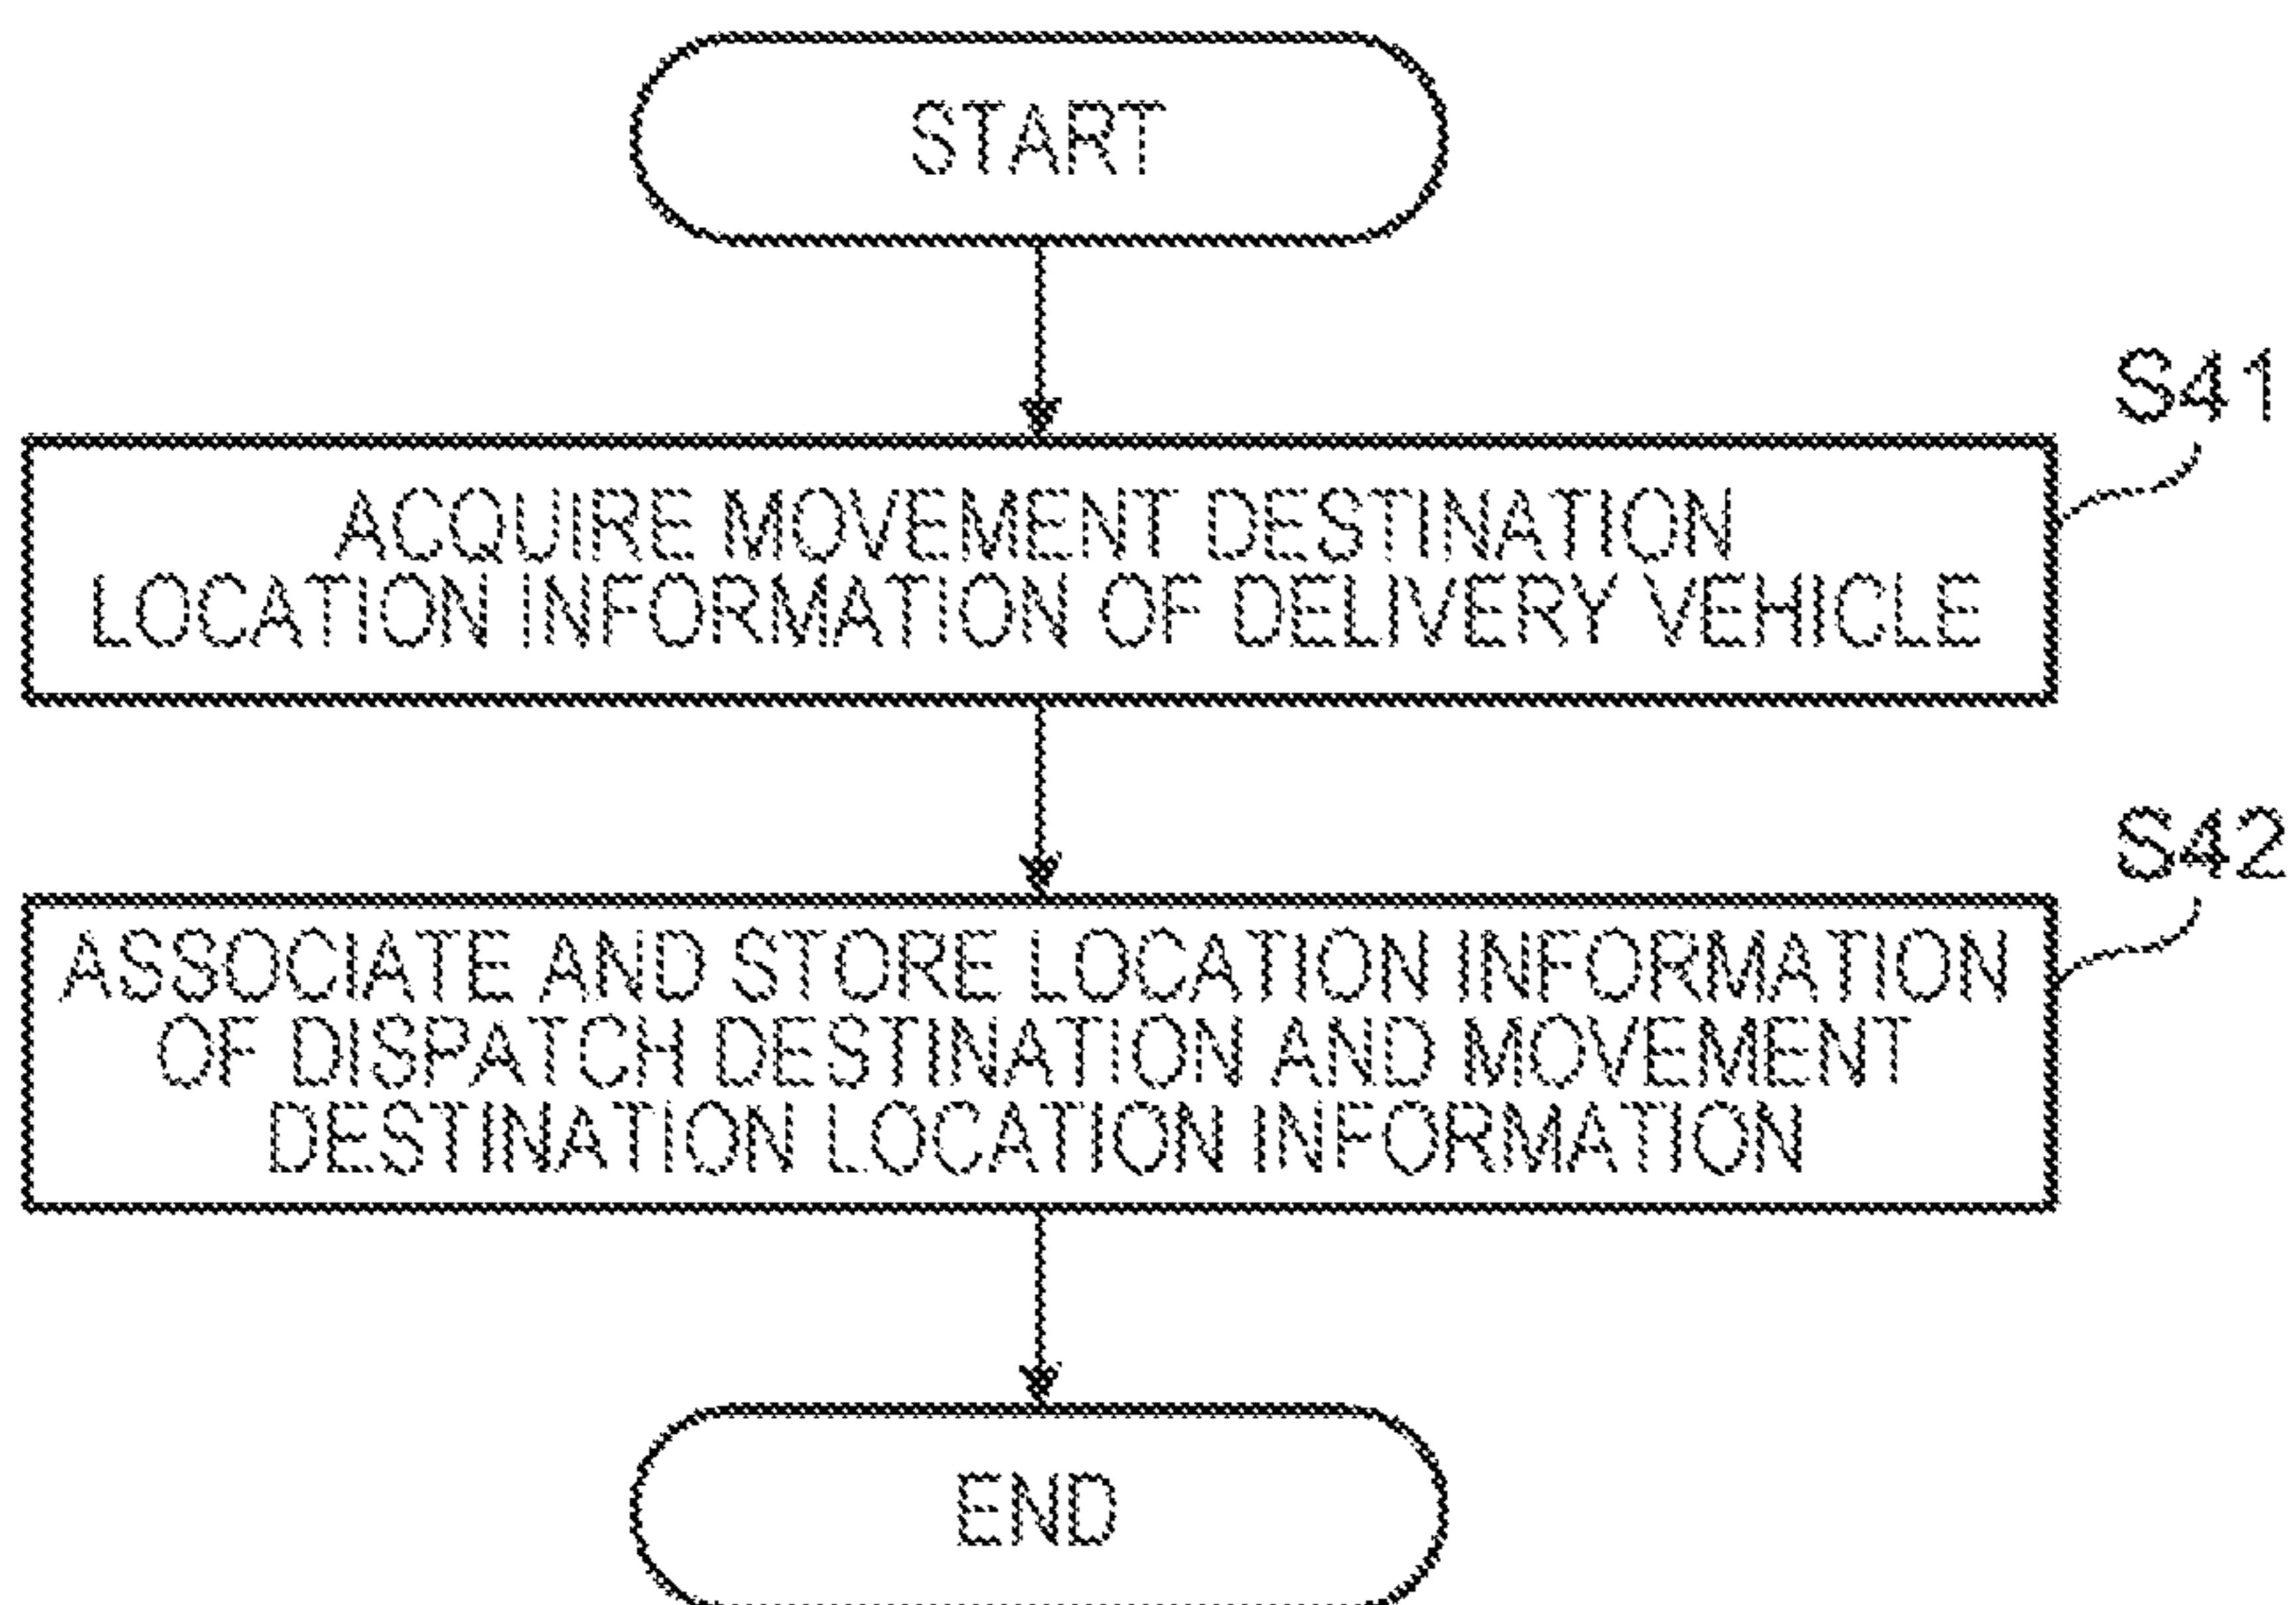 START
S41
ACQUIRE MOVEMENT DESTINATION
LOCATION INFORMATION OF DELIVERY VEHICLE
S42
ASSOCIATE AND STORE LOCATION INFORMATION
OF DISPATCH DESTINATION AND MOVEMENT
DESTINATION LOCATION INFORMATION
END